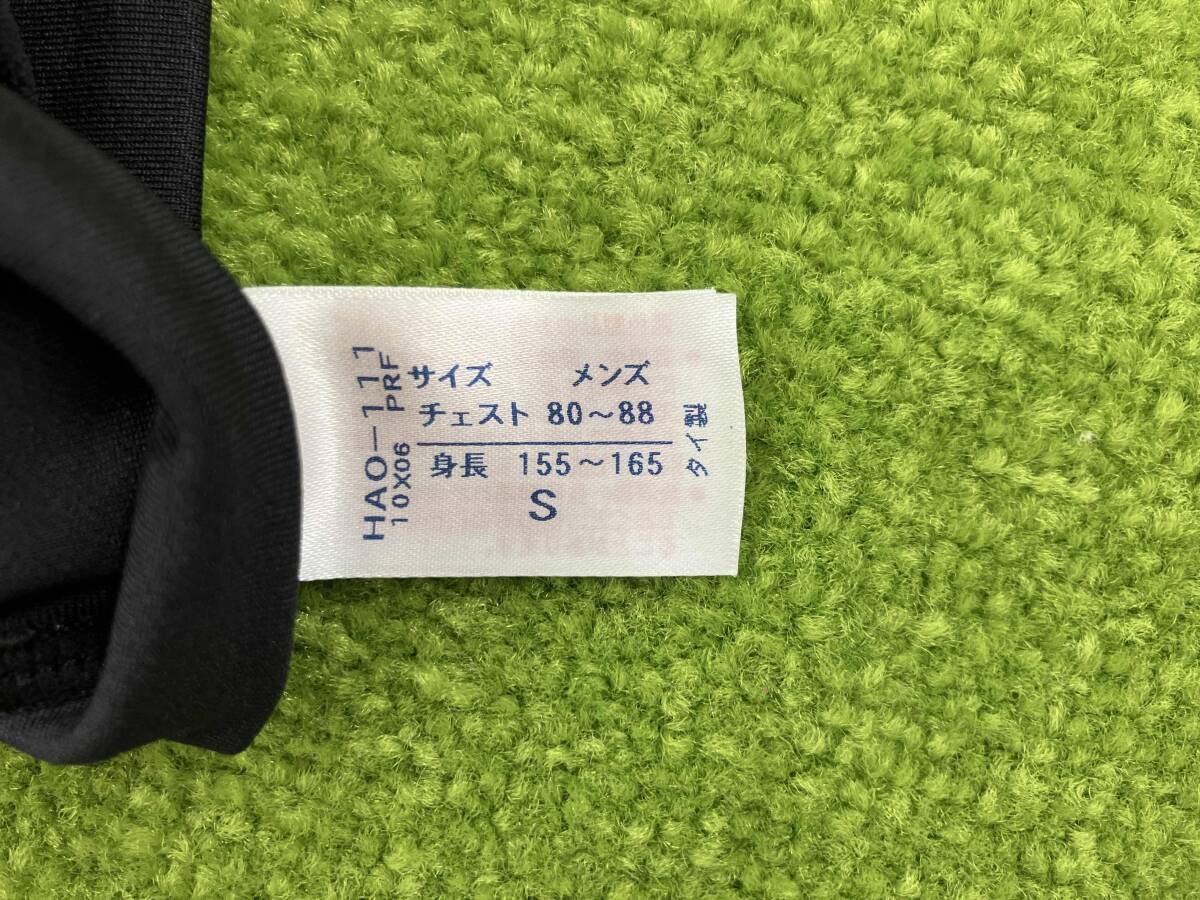 HAO-111
10X06 PRF
サイズ メンズ
チェスト 80～88
身長 155～165
S
タイ製